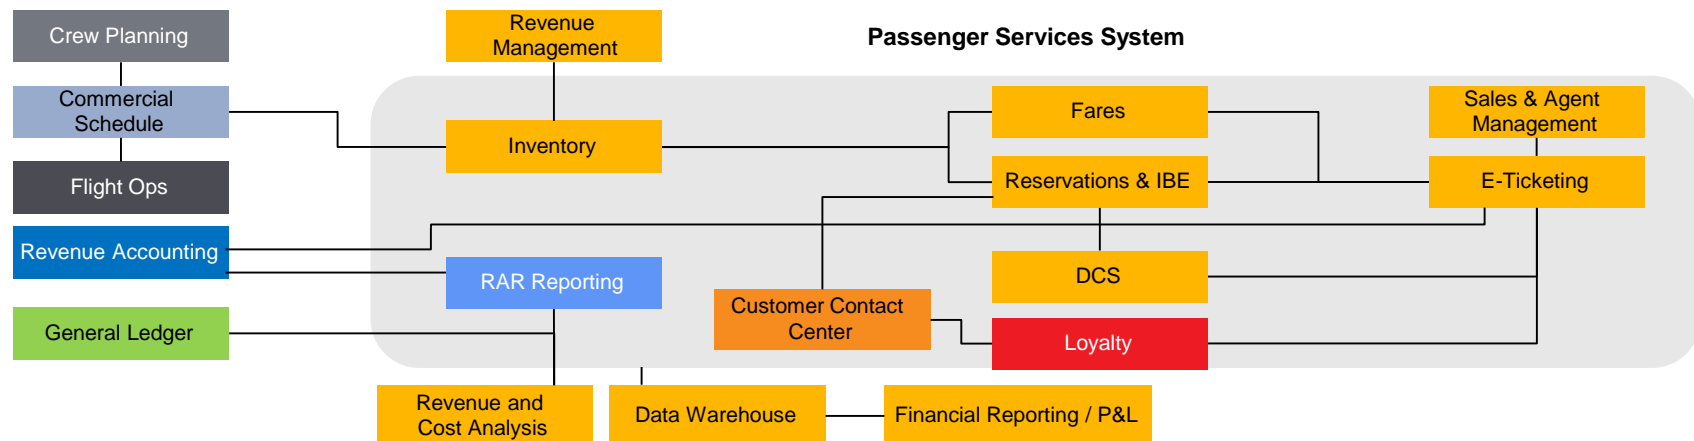 Crew Planning
Revenue
Management
Passenger Services System
Commercial
Schedule
Fares
Sales & Agent
Management
Inventory
Flight Ops
Reservations & IBE
E-Ticketing
Revenue Accounting
RAR Reporting
DCS
Customer Contact
Center
General Ledger
Loyalty
Revenue and
Cost Analysis
Data Warehouse
Financial Reporting / P&L